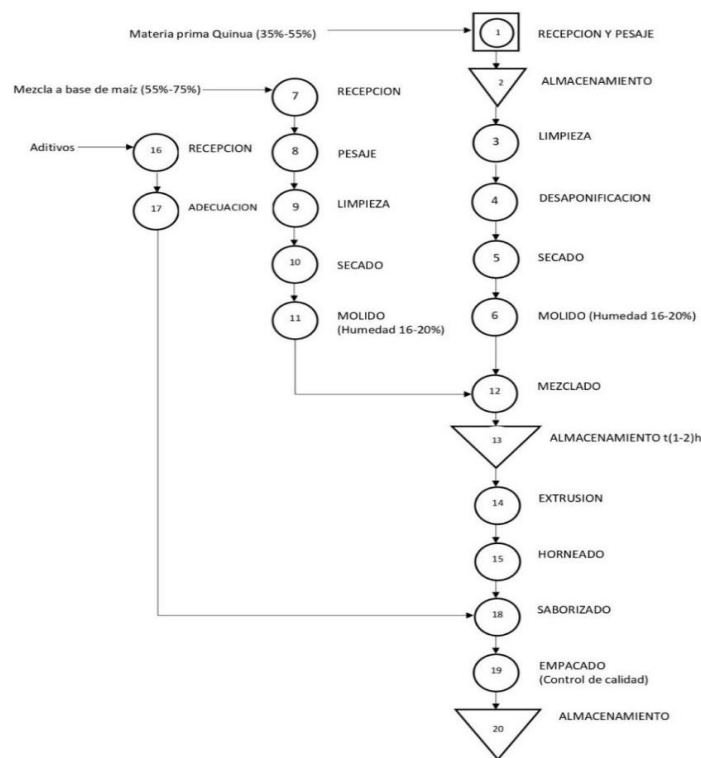 Materia prima Quinua (35%-55%) 1 RECEPCION Y PESAJE
2 ALMACENAMIENTO
Mezcla a base de maíz (55%-75%) 7 RECEPCION
3 LIMPIEZA
Aditivos 16 RECEPCION 8 PESAJE
17 ADECUACION 9 LIMPIEZA 4 DESAPONIFICACION
10 SECADO 5 SECADO
11 MOLIDO 6 MOLIDO (Humedad 16-20%)
(Humedad 16-20%)
12 MEZCLADO
13 ALMACENAMIENTO t(1-2)h
14 EXTRUSION
15 HORNEADO
18 SABORIZADO
19 EMPACADO
(Control de calidad)
20 ALMACENAMIENTO